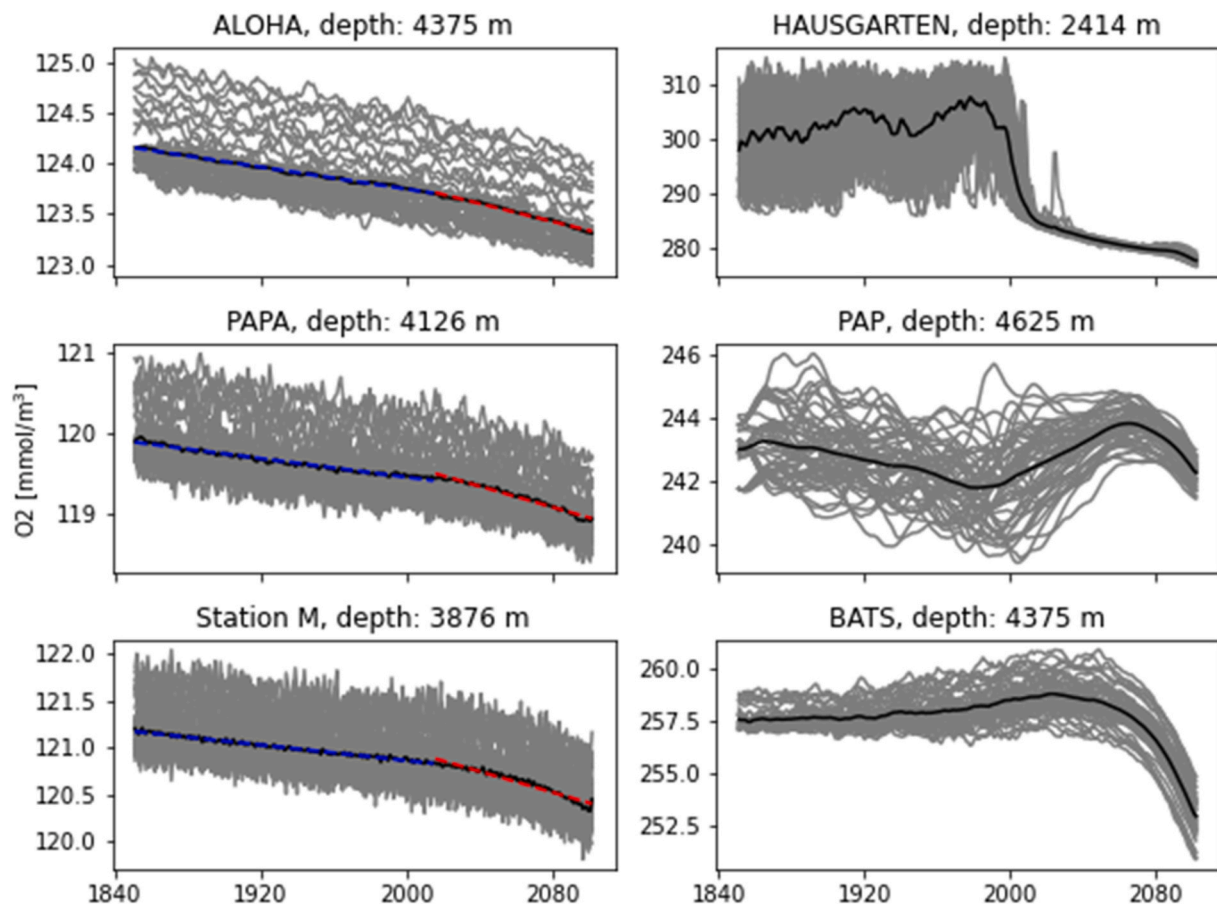 ALOHA, depth: 4375 m
125.0
124.5
124.0
123.5
123.0
HAUSGARTEN, depth: 2414 m
310
300
290
280
PAPA, depth: 4126 m
121
120
119
O2 [mmol/m³]
PAP, depth: 4625 m
246
244
242
240
Station M, depth: 3876 m
122.0
121.5
121.0
120.5
120.0
1840 1920 2000 2080
BATS, depth: 4375 m
260.0
257.5
255.0
252.5
1840 1920 2000 2080